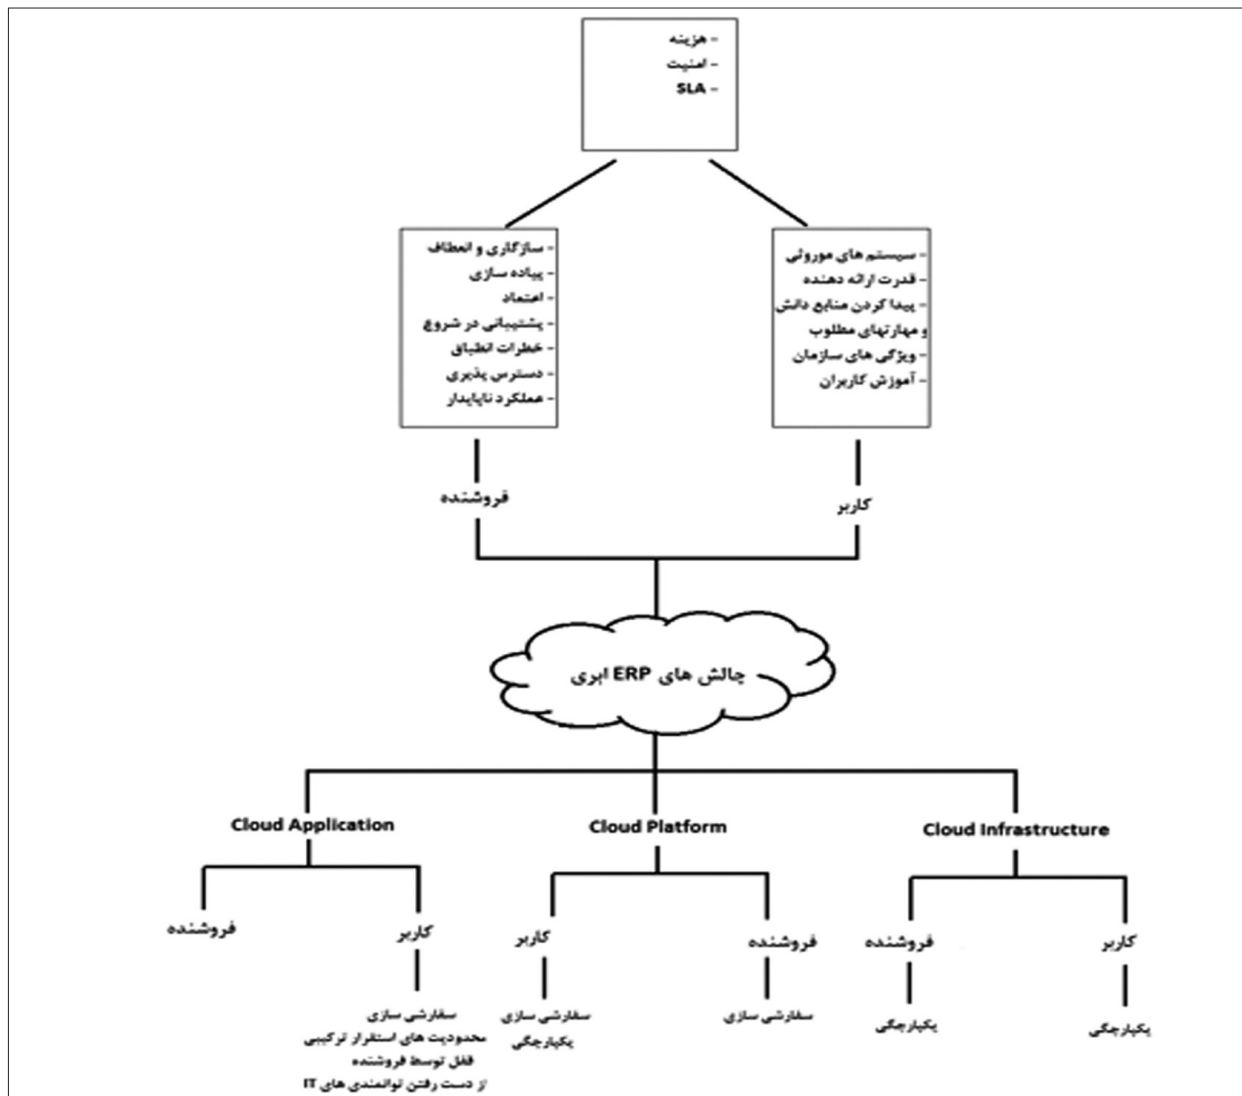 - هزینه
- امنیت
- SLA
- سازگاری و انعطاف
- پیاده سازی
- اعتماد
- پشتیبانی در شروع
- خطرات انطباق
- دسترس پذیری
- عملکرد ناپایدار
- سیستم های موروثی
- قدرت ارائه دهنده
- پیدا کردن منابع دانش
و مهارتهای مطلوب
- ویژگی های سازمان
- آموزش کاربران
فروشنده
کاربر
چالش های ERP ابری
Cloud Application
Cloud Platform
Cloud Infrastructure
فروشنده
کاربر
کاربر
فروشنده
فروشنده
کاربر
سفارشی سازی
محدودیت های استقرار ترکیبی
قفل توسط فروشنده
از دست رفتن توانمندی های IT
سفارشی سازی
یکپارچگی
سفارشی سازی
یکپارچگی
یکپارچگی